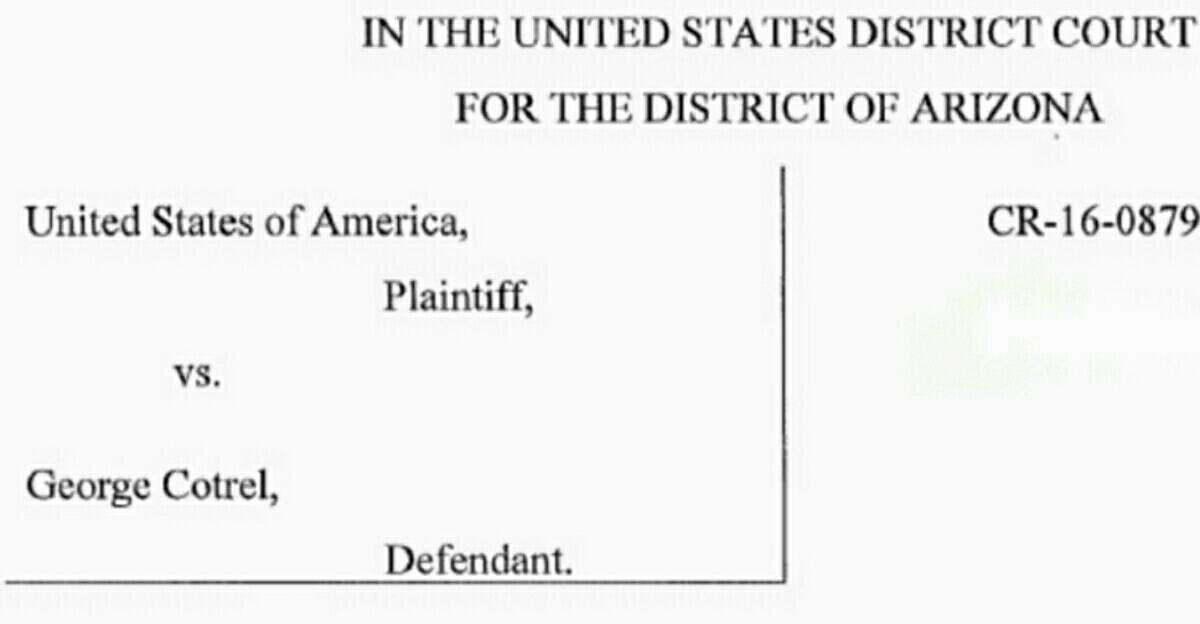 IN THE UNITED STATES DISTRICT COURT
FOR THE DISTRICT OF ARIZONA
United States of America,
CR-16-0879
Plaintiff,
vs.
George Cotrel,
Defendant.